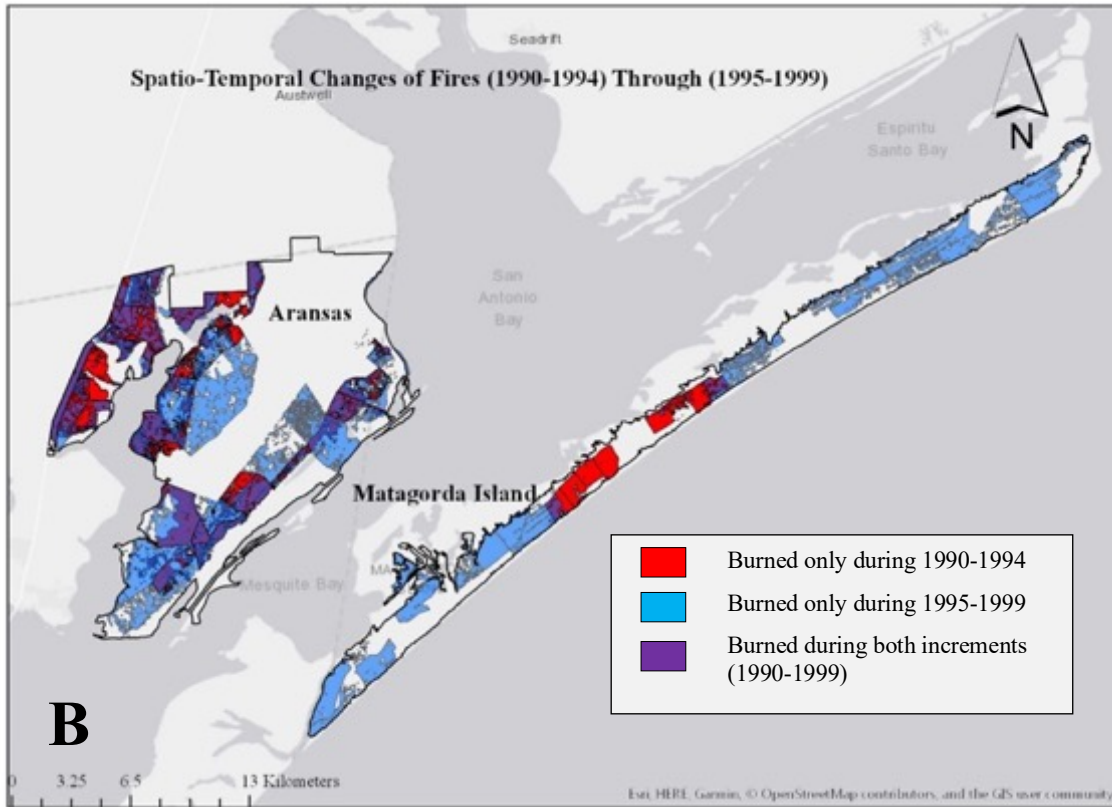 Seadrift
Spatio-Temporal Changes of Fires (1990-1994) Through (1995-1999)
Austwell
N
Espiritu
Santo Bay
San
Antonio
Bay
Aransas
Matagorda Island
Mesquite Bay
MA
Burned only during 1990-1994
Burned only during 1995-1999
Burned during both increments
(1990-1999)
B
0 3.25 6.5 13 Kilometers
Esri, HERE, Garmin, © OpenStreetMap contributors, and the GIS user community